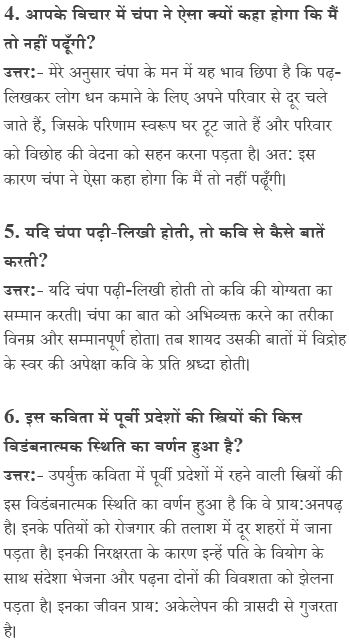 4. आपके विचार में चंपा ने ऐसा क्यों कहा होगा कि मैं
तो नहीं पढ़ूँगी?
उत्तर:- मेरे अनुसार चंपा के मन में यह भाव छिपा है कि पढ़-
लिखकर लोग धन कमाने के लिए अपने परिवार से दूर चले
जाते हैं, जिसके परिणाम स्वरूप घर टूट जाते हैं और परिवार
को विछोह की वेदना को सहन करना पड़ता है। अत: इस
कारण चंपा ने ऐसा कहा होगा कि मैं तो नहीं पढ़ूँगी।
5. यदि चंपा पढ़ी-लिखी होती, तो कवि से कैसे बातें
करती?
उत्तर:- यदि चंपा पढ़ी-लिखी होती तो कवि की योग्यता का
सम्मान करती। चंपा का बात को अभिव्यक्त करने का तरीका
विनम्र और सम्मानपूर्ण होता। तब शायद उसकी बातों में विद्रोह
के स्वर की अपेक्षा कवि के प्रति श्रध्दा होती।
6. इस कविता में पूर्वी प्रदेशों की स्त्रियों की किस
विडंबनात्मक स्थिति का वर्णन हुआ है?
उत्तर:- उपर्युक्त कविता में पूर्वी प्रदेशों में रहने वाली स्त्रियों की
इस विडंबनात्मक स्थिति का वर्णन हुआ है कि वे प्राय:अनपढ़
है। इनके पतियों को रोजगार की तलाश में दूर शहरों में जाना
पड़ता है। इनकी निरक्षरता के कारण इन्हें पति के वियोग के
साथ संदेशा भेजना और पढ़ना दोनों की विवशता को झेलना
पड़ता है। इनका जीवन प्राय: अकेलेपन की त्रासदी से गुजरता
है।